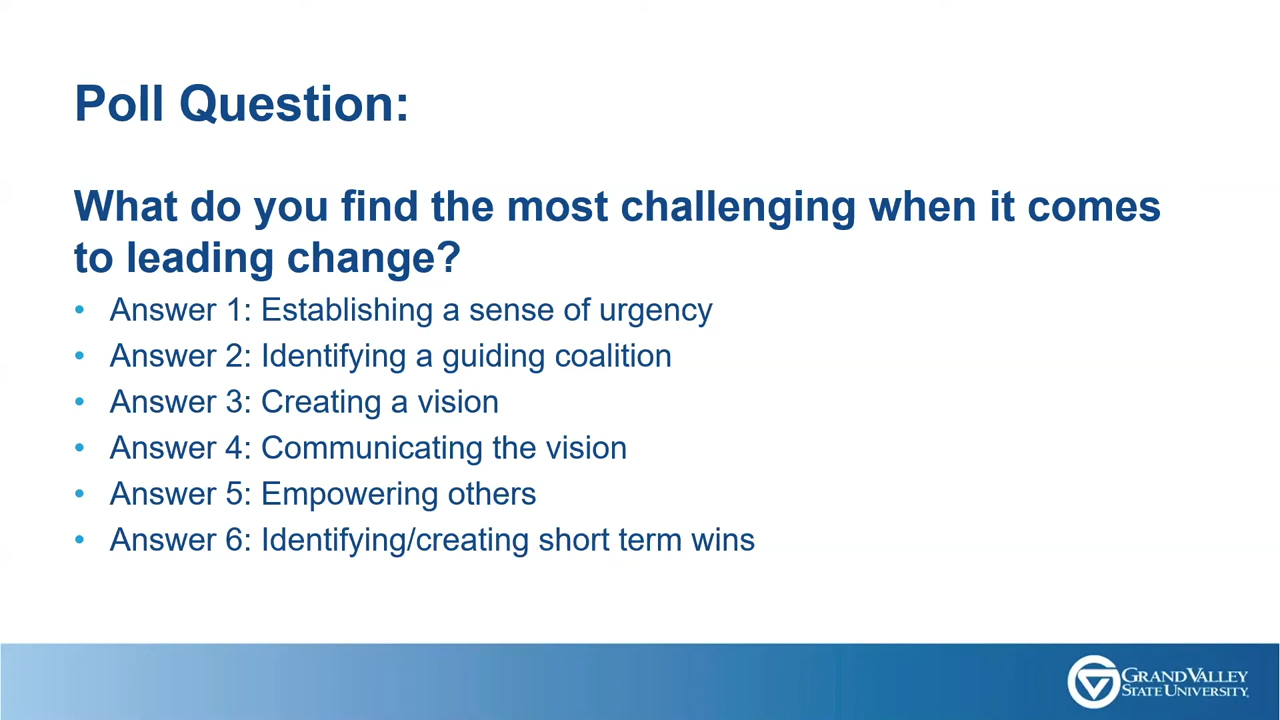 Poll Question:
What do you find the most challenging when it comes
to leading change?
• Answer 1: Establishing a sense of urgency
• Answer 2: Identifying a guiding coalition
• Answer 3: Creating a vision
• Answer 4: Communicating the vision
• Answer 5: Empowering others
• Answer 6: Identifying/creating short term wins
GRAND VALLEY
STATE UNIVERSITY